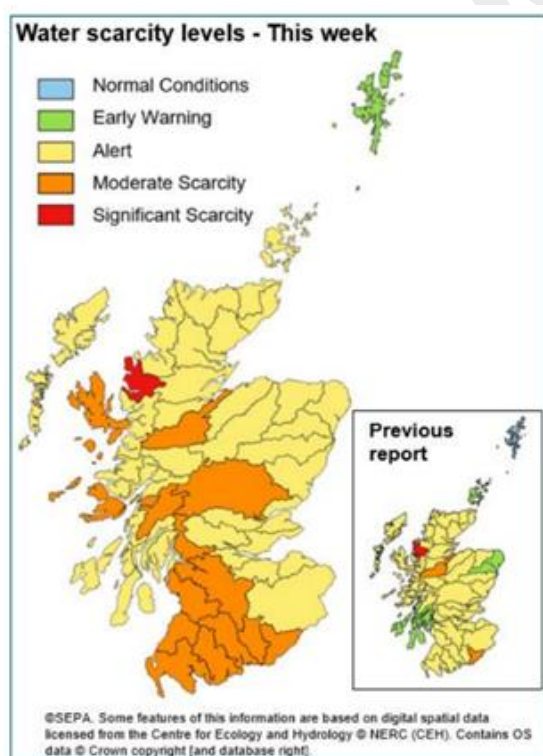 Water scarcity levels - This week
Normal Conditions
Early Warning
Alert
Moderate Scarcity
Significant Scarcity
Previous
report
©SEPA. Some features of this information are based on digital spatial data
licensed from the Centre for Ecology and Hydrology © NERC (CEH). Contains OS
data © Crown copyright [and database right].